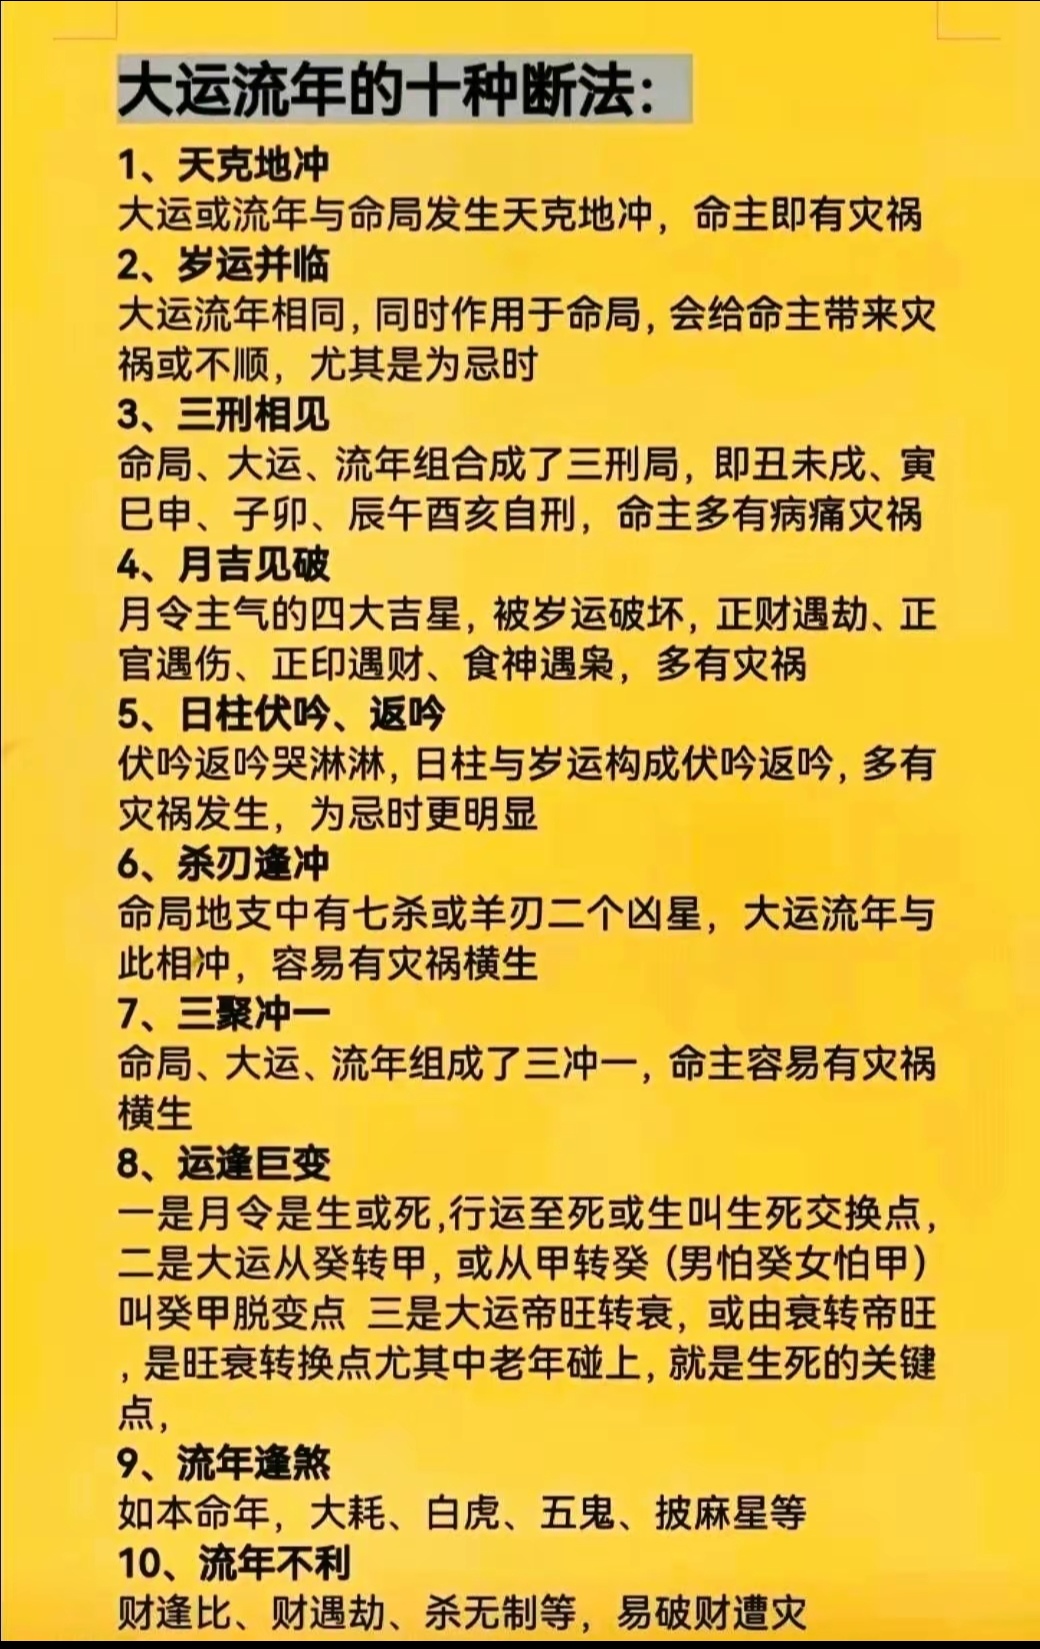 大运流年的十种断法：
1、天克地冲
大运或流年与命局发生天克地冲，命主即有灾祸
2、岁运并临
大运流年相同，同时作用于命局，会给命主带来灾
祸或不顺，尤其是为忌时
3、三刑相见
命局、大运、流年组合成了三刑局，即丑未戌、寅
巳申、子卯、辰午酉亥自刑，命主多有病痛灾祸
4、月吉见破
月令主气的四大吉星，被岁运破坏，正财遇劫、正
官遇伤、正印遇财、食神遇枭，多有灾祸
5、日柱伏吟、返吟
伏吟返吟哭淋淋，日柱与岁运构成伏吟返吟，多有
灾祸发生，为忌时更明显
6、杀刃逢冲
命局地支中有七杀或羊刃二个凶星，大运流年与
此相冲，容易有灾祸横生
7、三聚冲一
命局、大运、流年组成了三冲一，命主容易有灾祸
横生
8、运逢巨变
一是月令是生或死,行运至死或生叫生死交换点，
二是大运从癸转甲，或从甲转癸（男怕癸女怕甲）
叫癸甲脱变点 三是大运帝旺转衰，或由衰转帝旺
，是旺衰转换点尤其中老年碰上，就是生死的关键
点，
9、流年逢煞
如本命年，大耗、白虎、五鬼、披麻星等
10、流年不利
财逢比、财遇劫、杀无制等，易破财遭灾